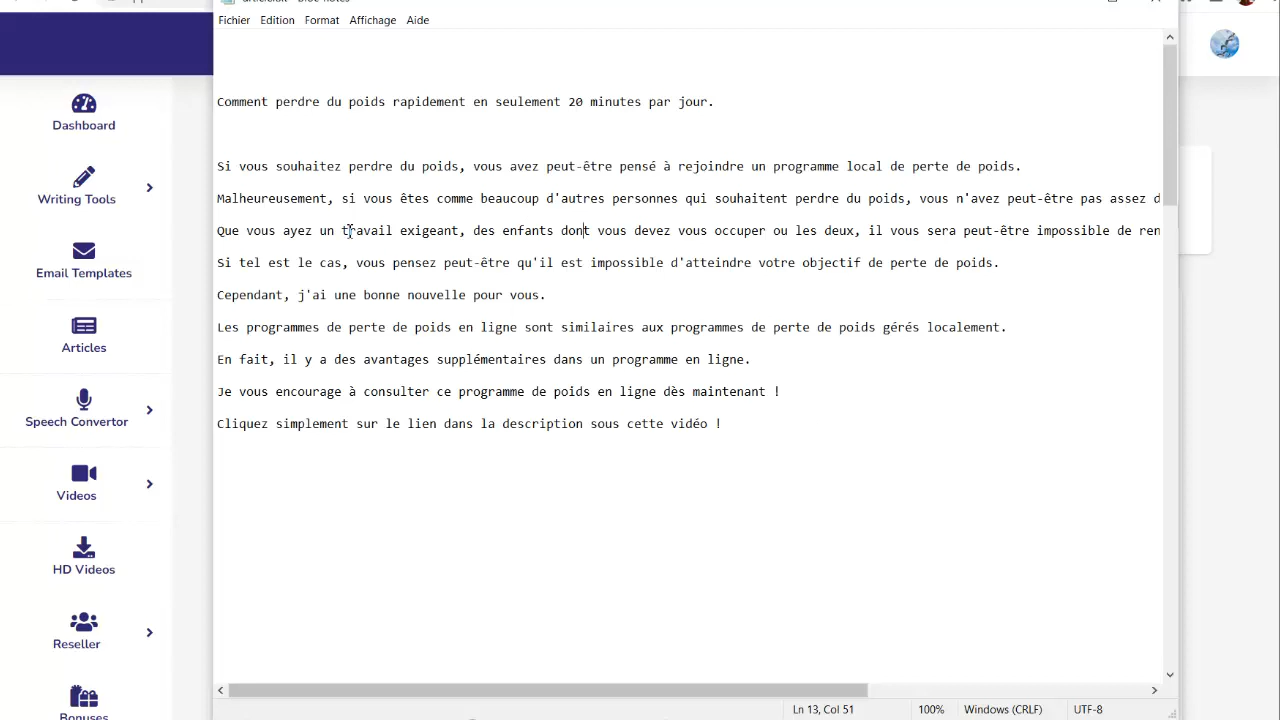 Fichier Edition Format Affichage Aide
Dashboard
Writing Tools
Email Templates
Articles
Speech Convertor
Videos
HD Videos
Reseller
Bonuses
Comment perdre du poids rapidement en seulement 20 minutes par jour.
Si vous souhaitez perdre du poids, vous avez peut-être pensé à rejoindre un programme local de perte de poids.
Malheureusement, si vous êtes comme beaucoup d'autres personnes qui souhaitent perdre du poids, vous n'avez peut-être pas assez d
Que vous ayez un travail exigeant, des enfants dont vous devez vous occuper ou les deux, il vous sera peut-être impossible de ren
Si tel est le cas, vous pensez peut-être qu'il est impossible d'atteindre votre objectif de perte de poids.
Cependant, j'ai une bonne nouvelle pour vous.
Les programmes de perte de poids en ligne sont similaires aux programmes de perte de poids gérés localement.
En fait, il y a des avantages supplémentaires dans un programme en ligne.
Je vous encourage à consulter ce programme de poids en ligne dès maintenant !
Cliquez simplement sur le lien dans la description sous cette vidéo !
Ln 13, Col 51 100% Windows (CRLF) UTF-8